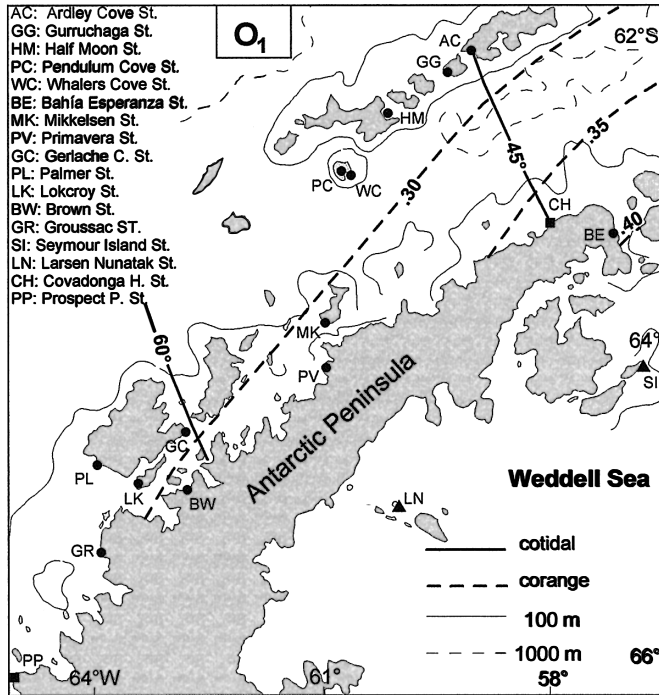 AC: Ardley Cove St.
GG: Gurruchaga St.
HM: Half Moon St.
PC: Pendulum Cove St.
WC: Whalers Cove St.
BE: Bahía Esperanza St.
MK: Mikkelsen St.
PV: Primavera St.
GC: Gerlache C. St.
PL: Palmer St.
LK: Lokcroy St.
BW: Brown St.
GR: Groussac ST.
SI: Seymour Island St.
LN: Larsen Nunatak St.
CH: Covadonga H. St.
PP: Prospect P. St.
O1
AC
62°S
GG
HM
.35
45°
.30
PC
WC
CH
BE
.40
MK
64°
60°
PV
SI
Antarctic Peninsula
GC
PL
LK
BW
Weddell Sea
LN
cotidal
GR
corange
100 m
1000 m
PP
64°W
61°
58°
66°